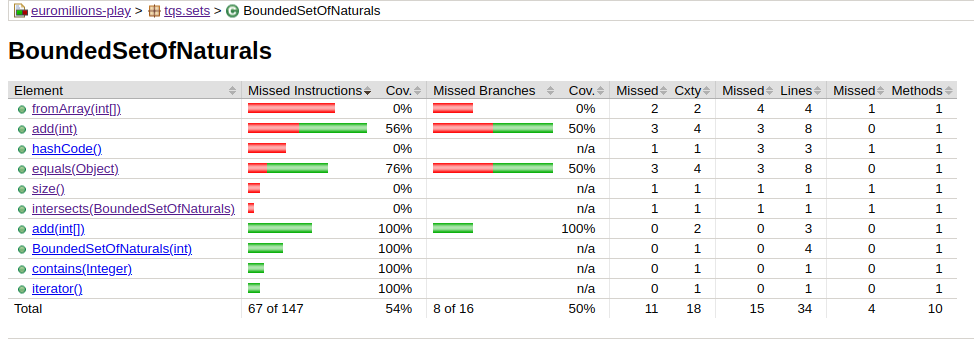 euromillions-play > tqs.sets > BoundedSetOfNaturals
BoundedSetOfNaturals
Element Missed Instructions Cov. Missed Branches Cov. Missed Cxty Missed Lines Missed Methods
fromArray(int[]) 0% 0% 2 2 4 4 1 1
add(int) 56% 50% 3 4 3 8 0 1
hashCode() 0% n/a 1 1 3 3 1 1
equals(Object) 76% 50% 3 4 3 8 0 1
size() 0% n/a 1 1 1 1 1 1
intersects(BoundedSetOfNaturals) 0% n/a 1 1 1 1 1 1
add(int[]) 100% 100% 0 2 0 3 0 1
BoundedSetOfNaturals(int) 100% n/a 0 1 0 4 0 1
contains(Integer) 100% n/a 0 1 0 1 0 1
iterator() 100% n/a 0 1 0 1 0 1
Total 67 of 147 54% 8 of 16 50% 11 18 15 34 4 10